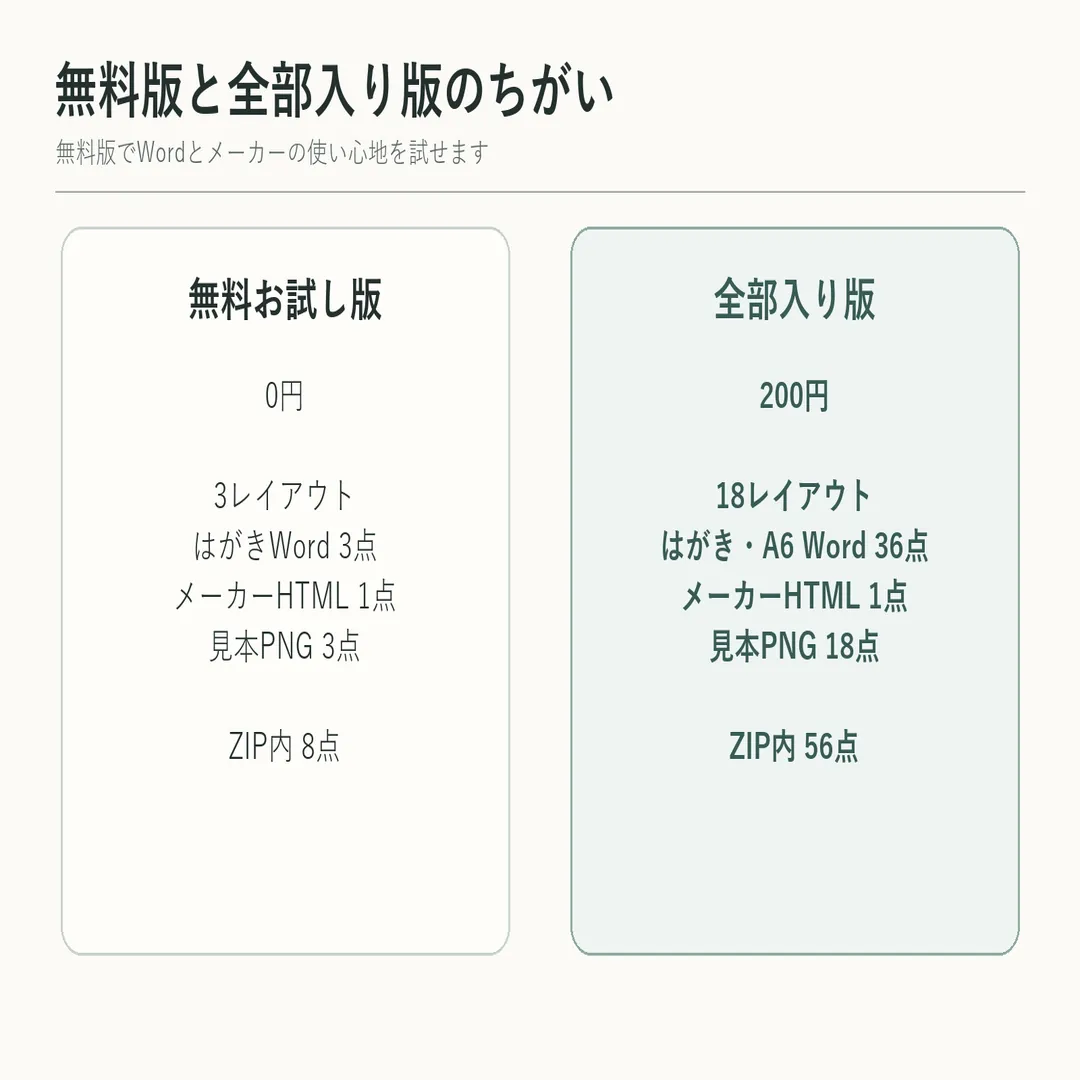 無料版と全部入り版のちがい
無料版でWordとメーカーの使い心地を試せます
無料お試し版
0円
3レイアウト
はがきWord 3点
メーカーHTML 1点
見本PNG 3点
ZIP内 8点
全部入り版
200円
18レイアウト
はがき・A6 Word 36点
メーカーHTML 1点
見本PNG 18点
ZIP内 56点